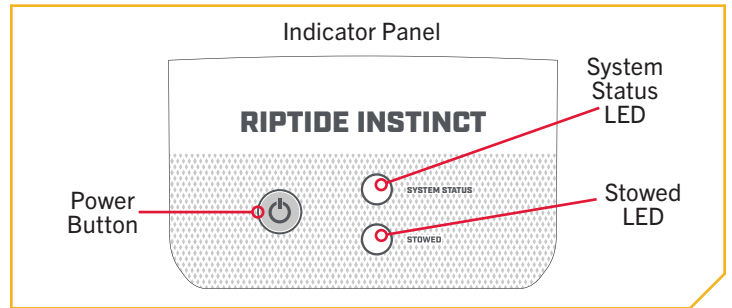 Indicator Panel
System
Status
LED
RIPTIDE INSTINCT
SYSTEM STATUS
Power
Button
Stowed
LED
STOWED